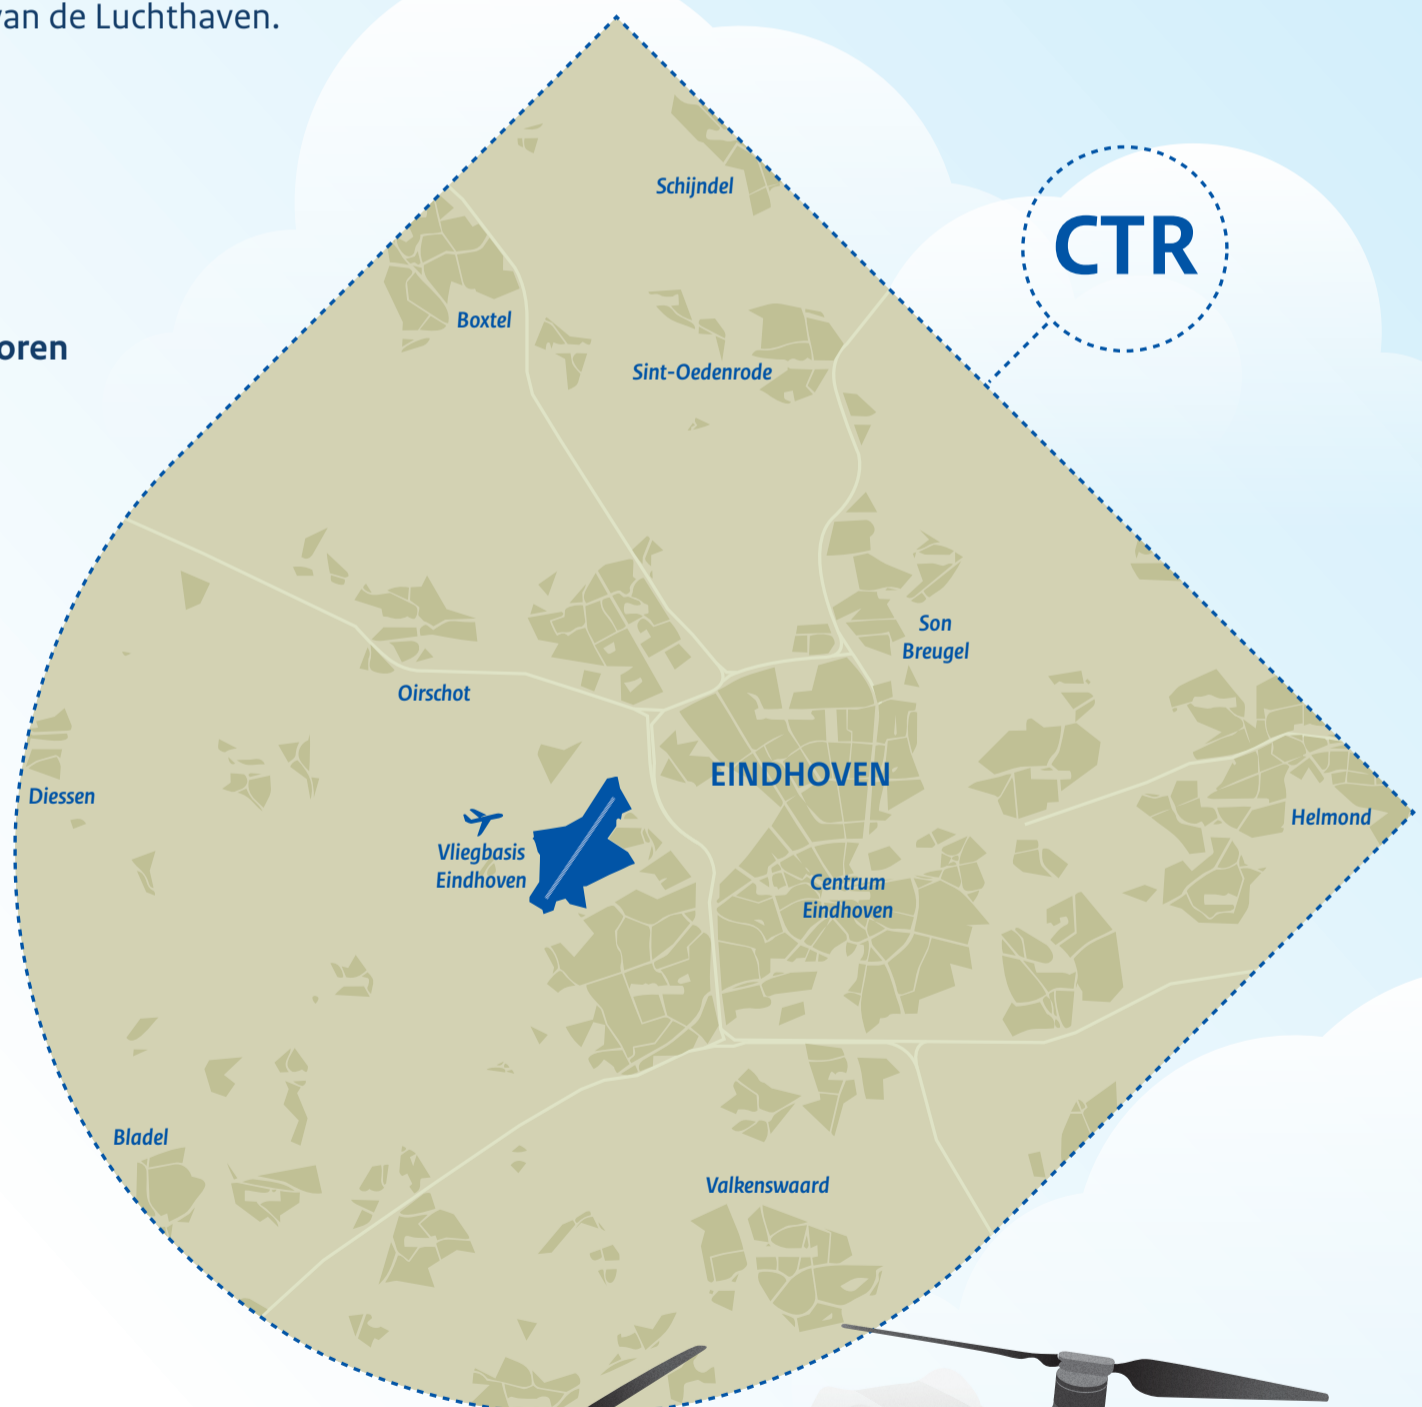 van de Luchthaven.
Schijndel
CTR
Boxtel
oren
Sint-Oedenrode
Son
Breugel
Oirschot
EINDHOVEN
Diessen
Helmond
Vliegbasis
Eindhoven
Centrum
Eindhoven
Bladel
Valkenswaard